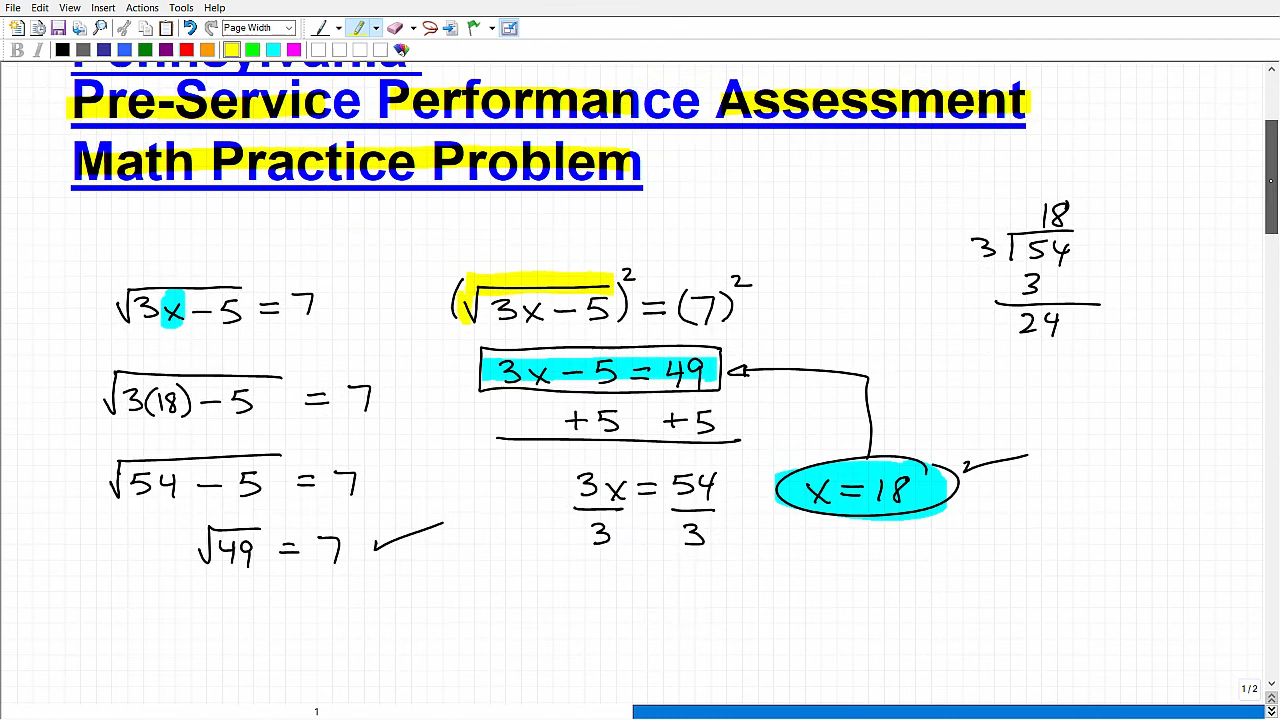 File Edit View Insert Actions Tools Help
Page Width
B I
Pennsylvania
Pre-Service Performance Assessment
Math Practice Problem
√3x - 5 = 7
√3(18) - 5 = 7
√54 - 5 = 7
√49 = 7 ✓
(√3x - 5)² = (7)²
3x - 5 = 49
+5 +5
3x = 54
3 3
x = 18 ✓
18
3 54
3
24
1/2
1